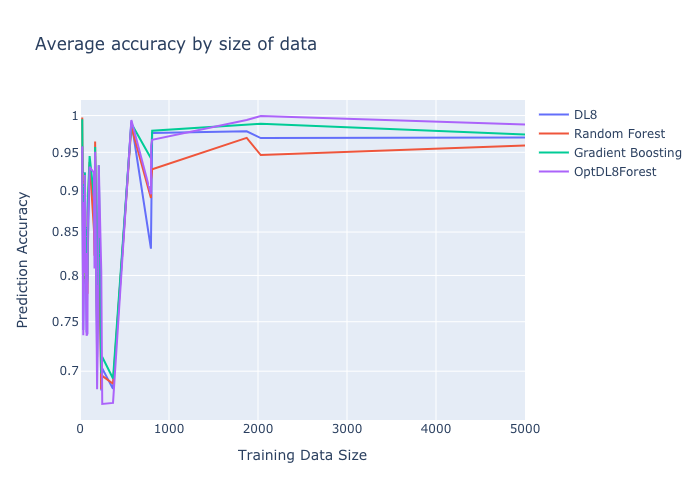 Average accuracy by size of data
DL8
Random Forest
Gradient Boosting
OptDL8Forest
Prediction Accuracy
1
0.95
0.9
0.85
0.8
0.75
0.7
0
1000
2000
3000
4000
5000
Training Data Size